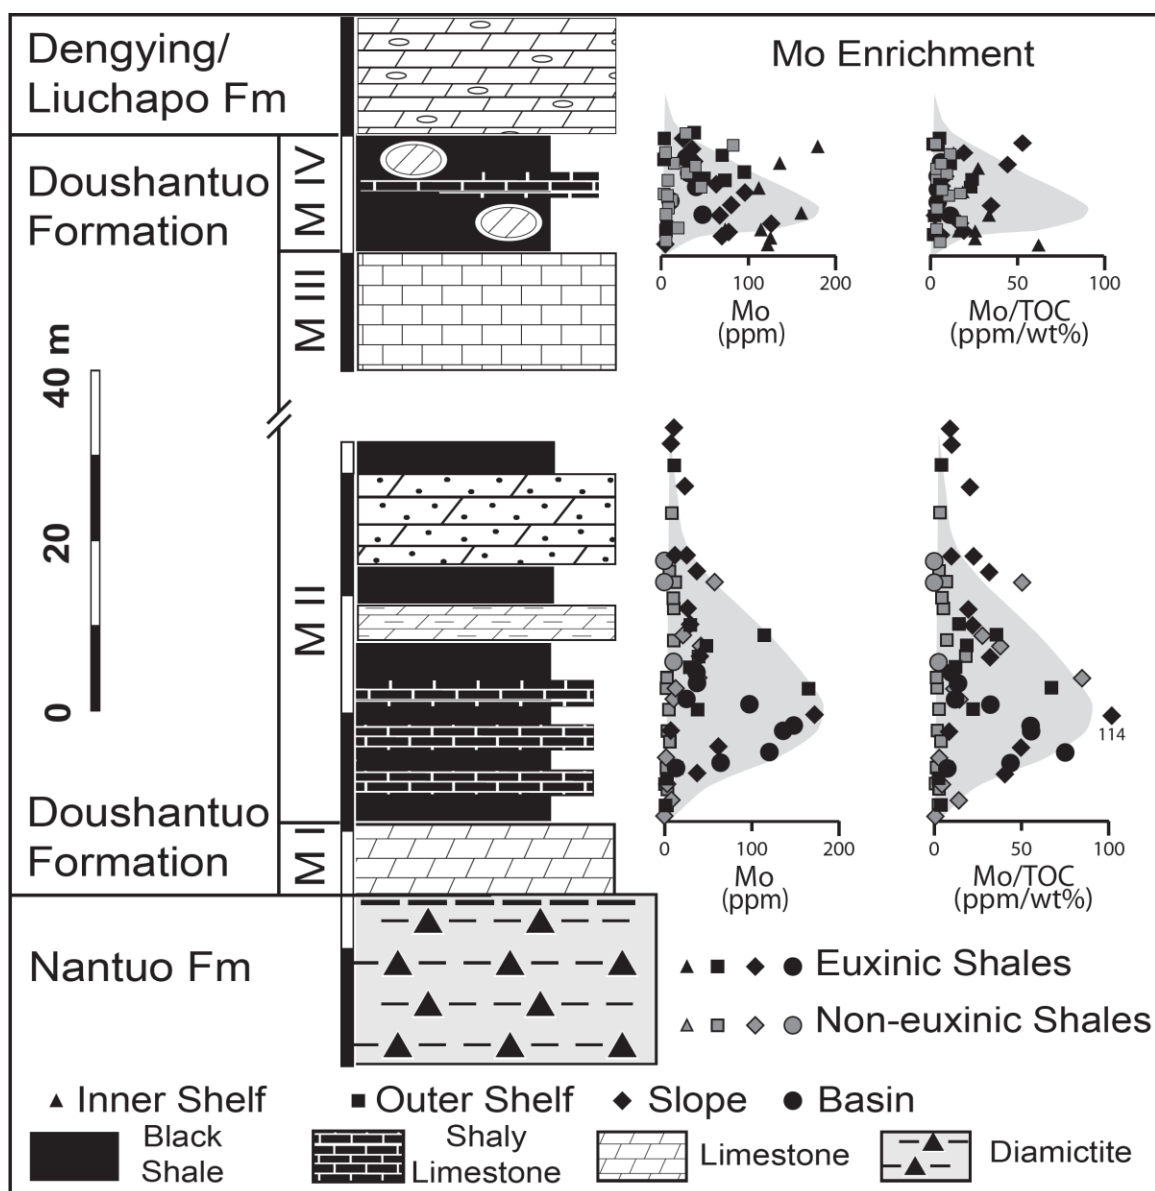 Dengying/
Liuchapo Fm
Mo Enrichment
Doushantuo
Formation
M IV
M III
0
100
200
Mo
(ppm)
0
50
100
Mo/TOC
(ppm/wt%)
40 m
20
0
M II
114
Doushantuo
Formation
M I
0
100
200
Mo
(ppm)
0
50
100
Mo/TOC
(ppm/wt%)
Nantuo Fm
Euxinic Shales
Non-euxinic Shales
Inner Shelf
Outer Shelf
Slope
Basin
Black
Shale
Shaly
Limestone
Limestone
Diamictite